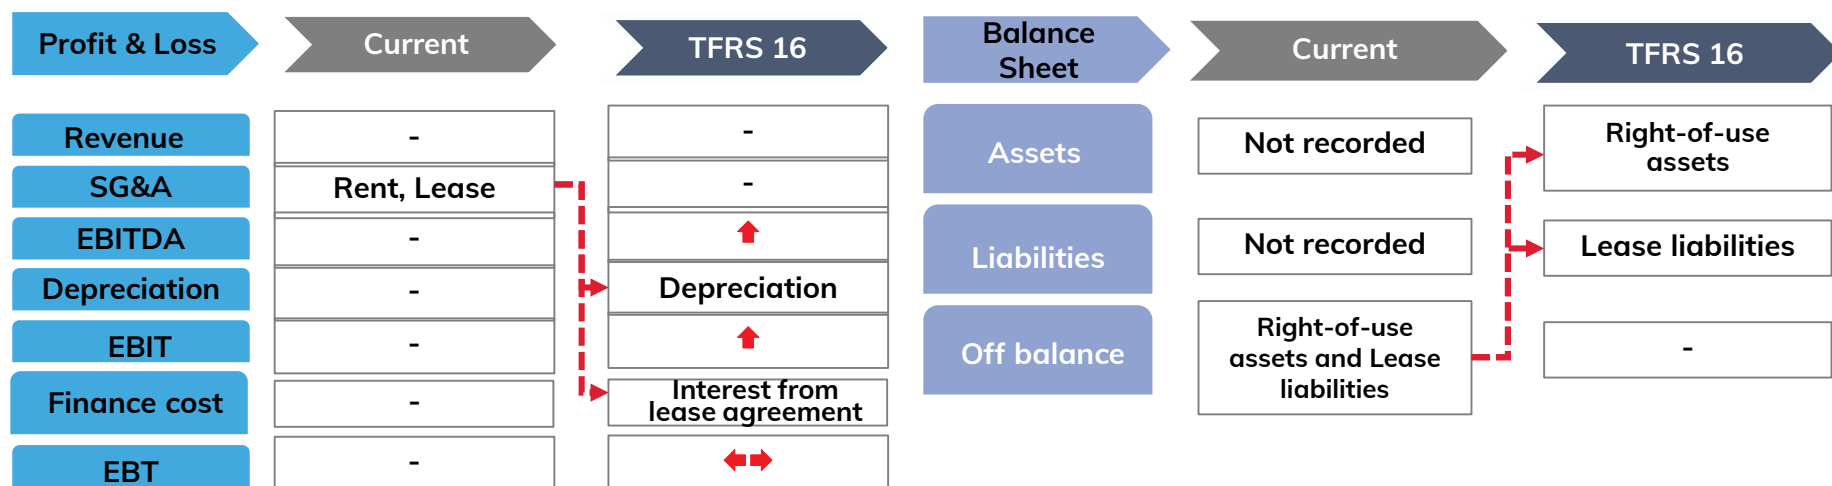 Profit & Loss
Current
TFRS 16
Revenue
-
-
SG&A
Rent, Lease
-
EBITDA
-
Depreciation
-
Depreciation
EBIT
-
Finance cost
-
Interest from
lease agreement
EBT
-
Balance
Sheet
Current
TFRS 16
Assets
Not recorded
Right-of-use
assets
Liabilities
Not recorded
Lease liabilities
Off balance
Right-of-use
assets and Lease
liabilities
-